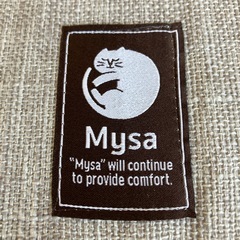 Mysa
"Mysa" will continue
to provide comfort.